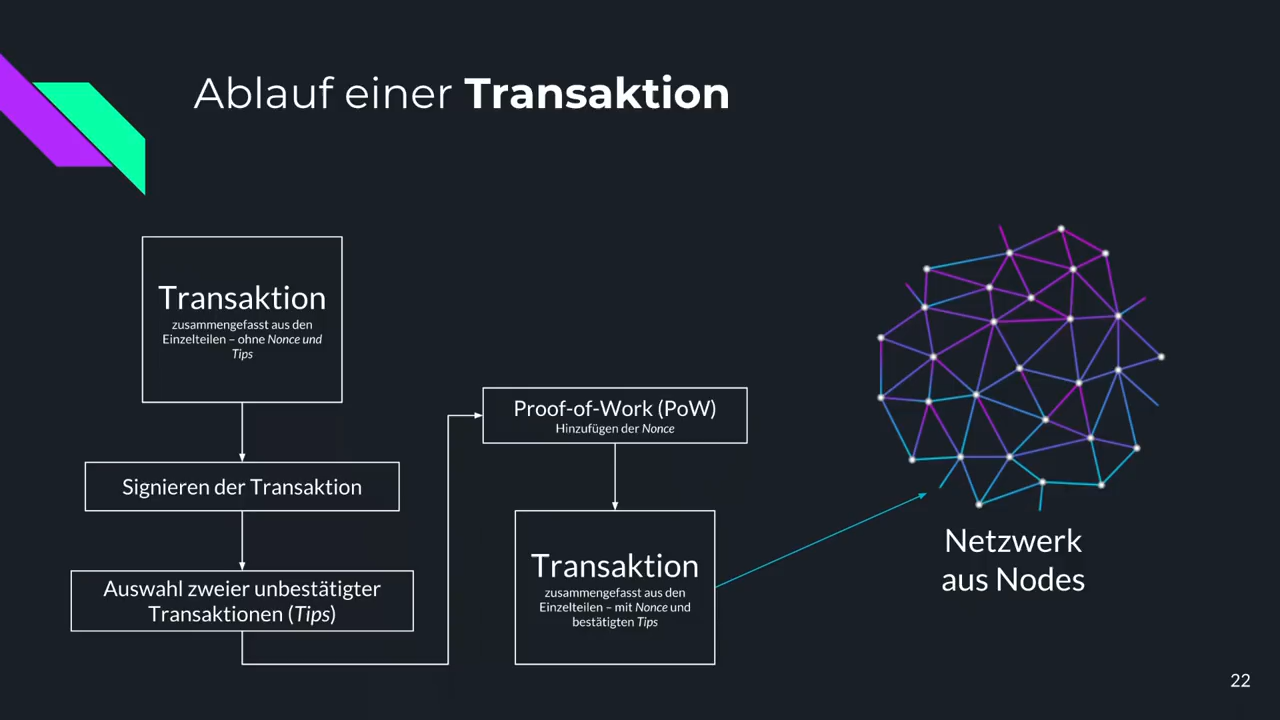 Ablauf einer Transaktion
Transaktion
zusammengefasst aus den
Einzelteilen – ohne Nonce und
Tips
Signieren der Transaktion
Auswahl zweier unbestätigter
Transaktionen (Tips)
Proof-of-Work (PoW)
Hinzufügen der Nonce
Transaktion
zusammengefasst aus den
Einzelteilen – mit Nonce und
bestätigten Tips
Netzwerk
aus Nodes
22